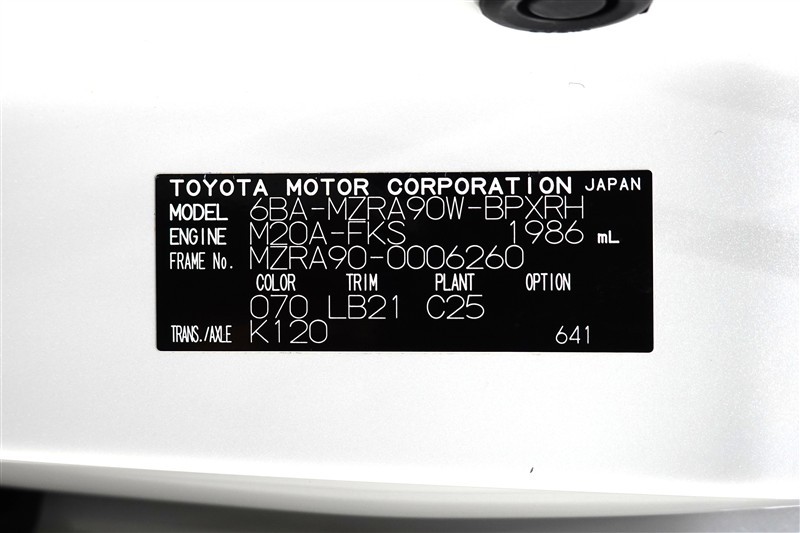 TOYOTA MOTOR CORPORATION JAPAN
MODEL 6BA-MZRA90W-BPXRH
ENGINE M20A-FKS 1986 mL
FRAME No. MZRA90-0006260
COLOR TRIM PLANT OPTION
070 LB21 C25
TRANS./AXLE K120 641